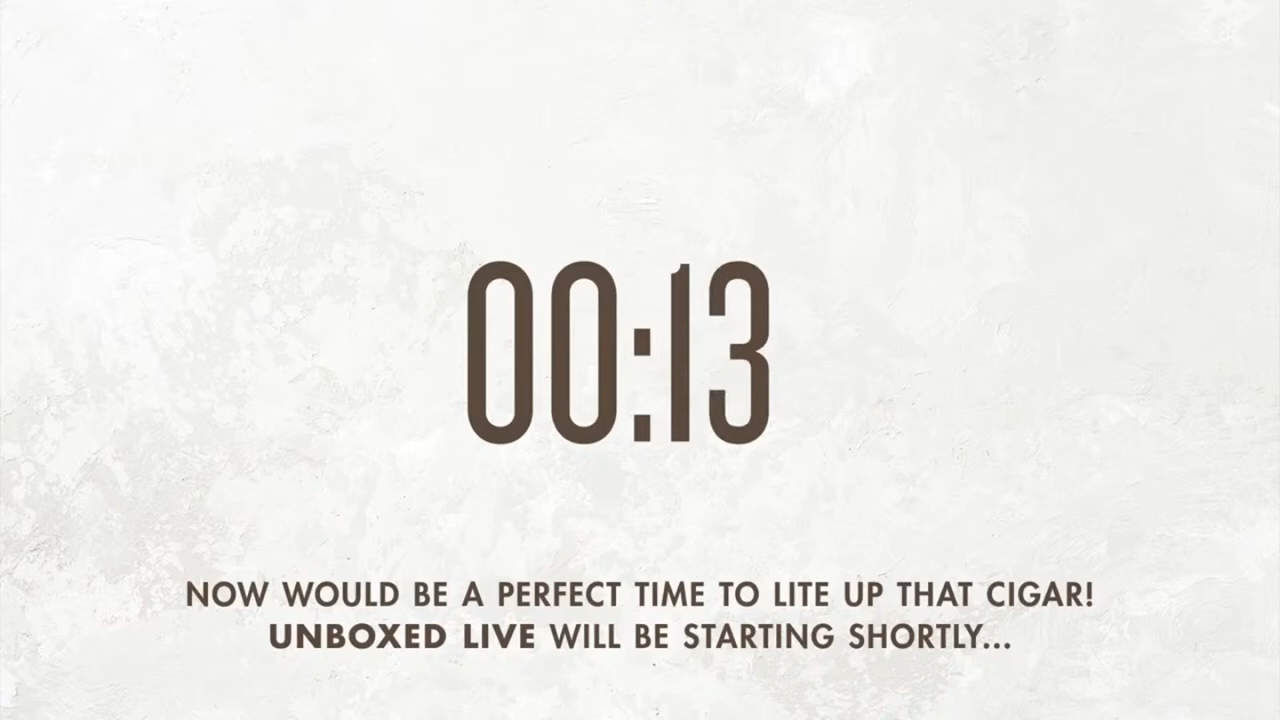 00:13
NOW WOULD BE A PERFECT TIME TO LITE UP THAT CIGAR!
UNBOXED LIVE WILL BE STARTING SHORTLY...